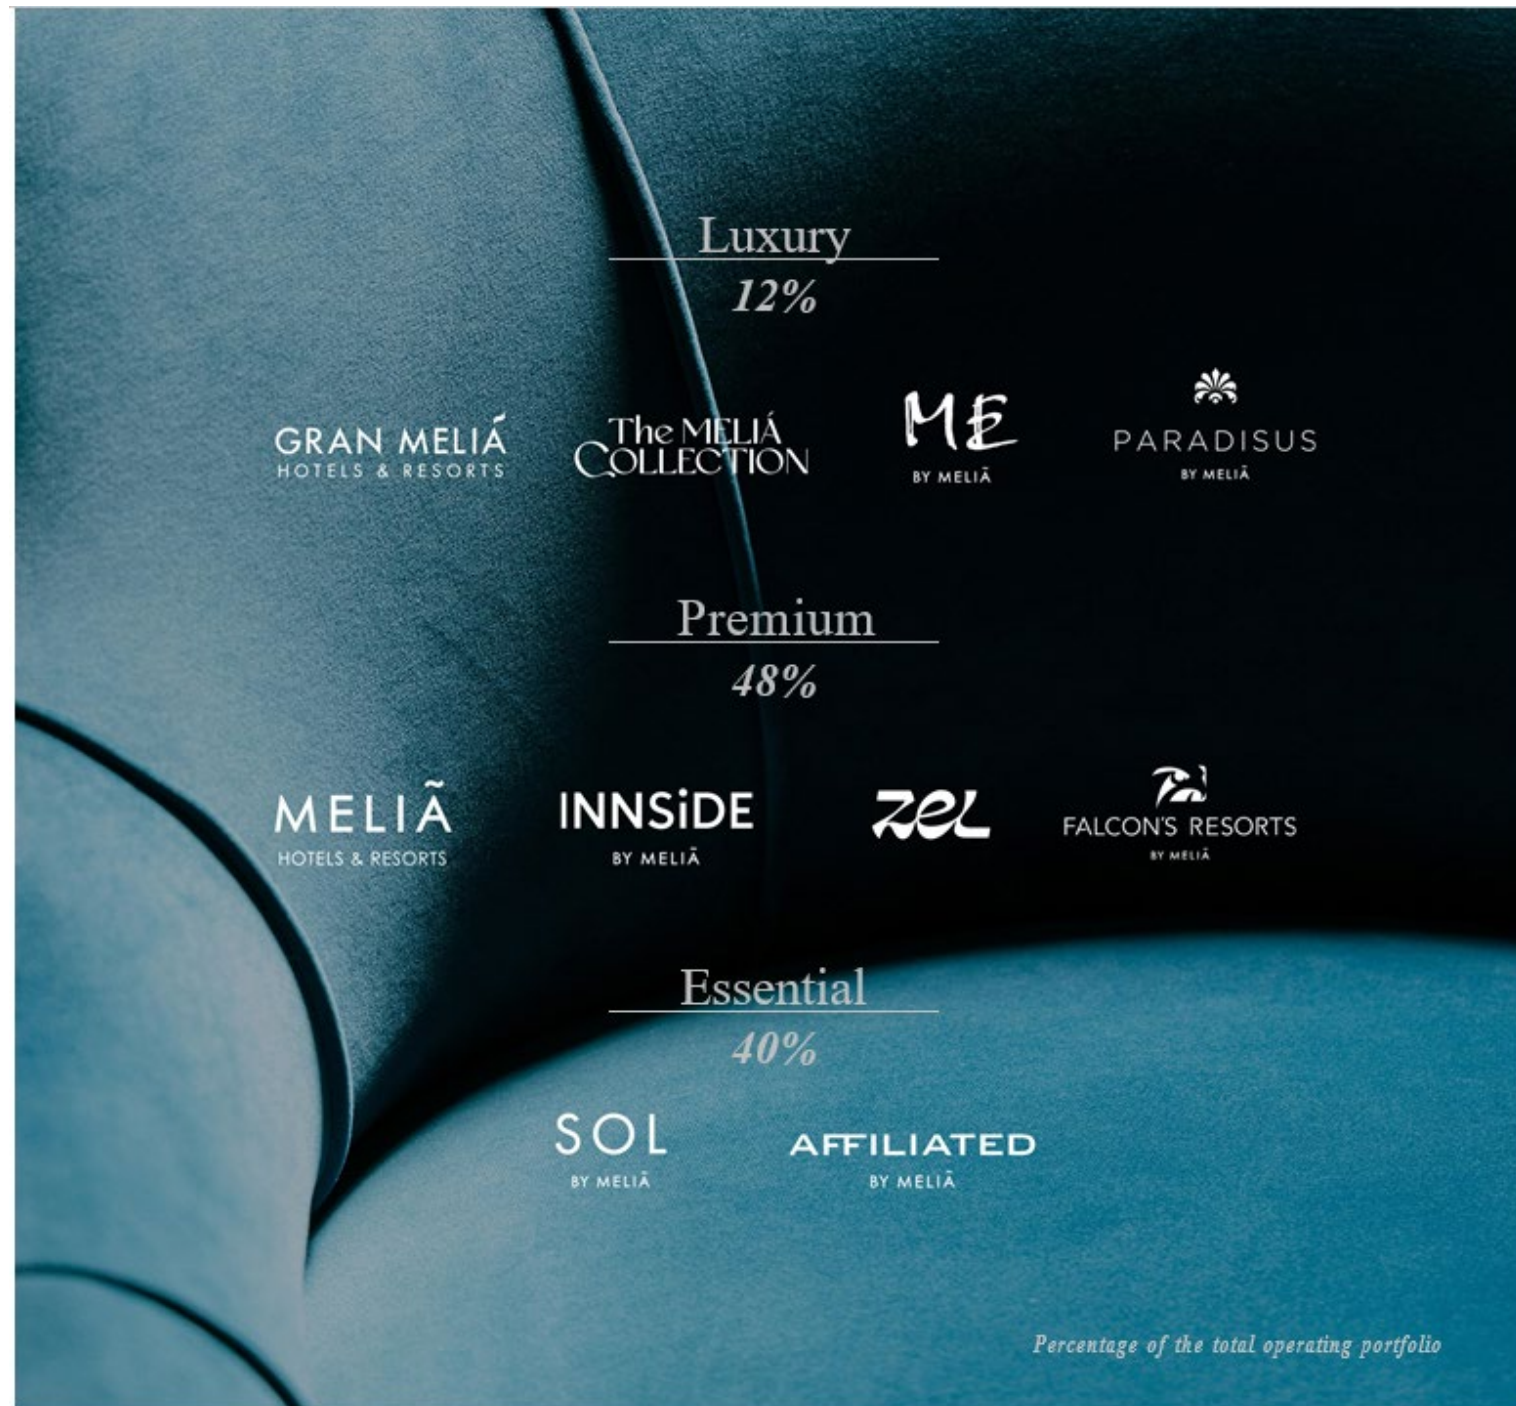 Luxury
12%
GRAN MELIÁ
HOTELS & RESORTS
The MELIÁ
COLLECTION
ME
BY MELIÃ
PARADISUS
BY MELIÃ
Premium
48%
MELIÃ
HOTELS & RESORTS
INNSiDE
BY MELIÃ
ZEL
FALCON'S RESORTS
BY MELIÃ
Essential
40%
SOL
BY MELIÃ
AFFILIATED
BY MELIÃ
Percentage of the total operating portfolio